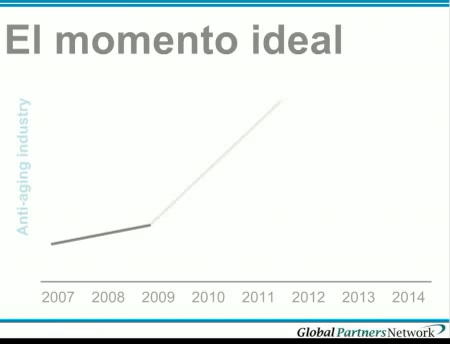 El momento ideal
Anti-aging industry
2007 2008 2009 2010 2011 2012 2013 2014
Global Partners Network